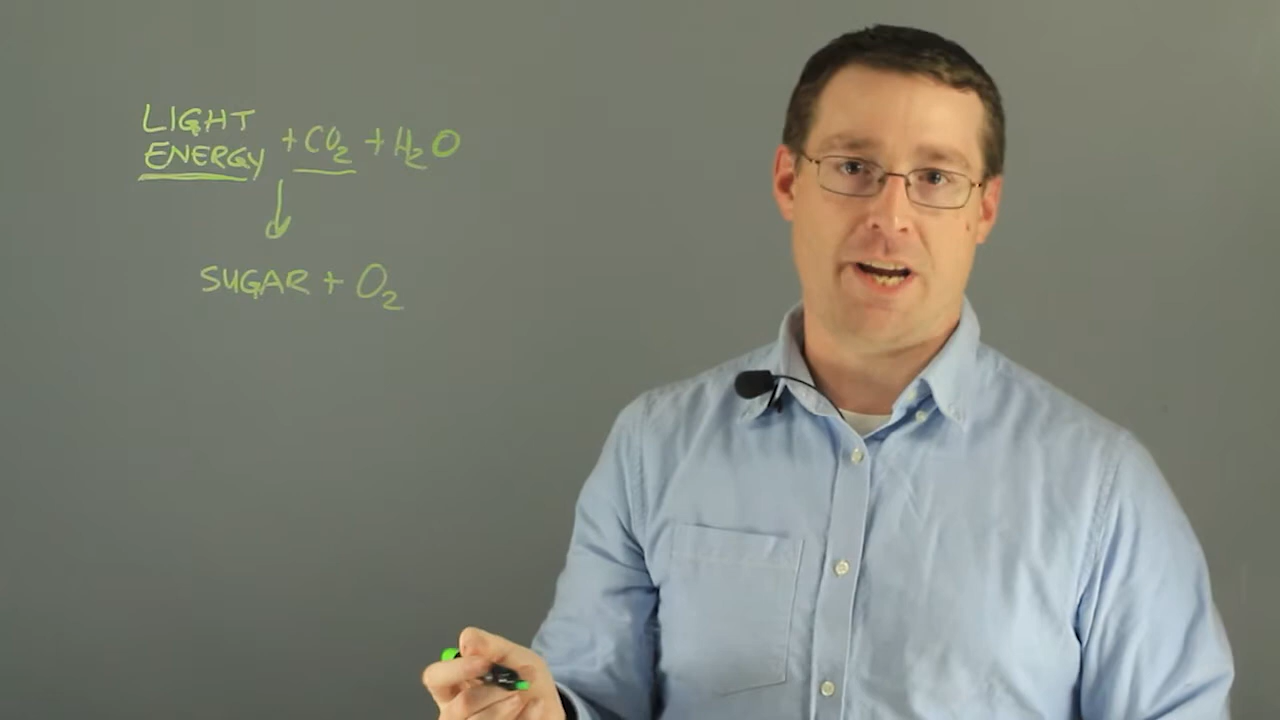 LIGHT
ENERGY + CO2 + H2O
SUGAR + O2